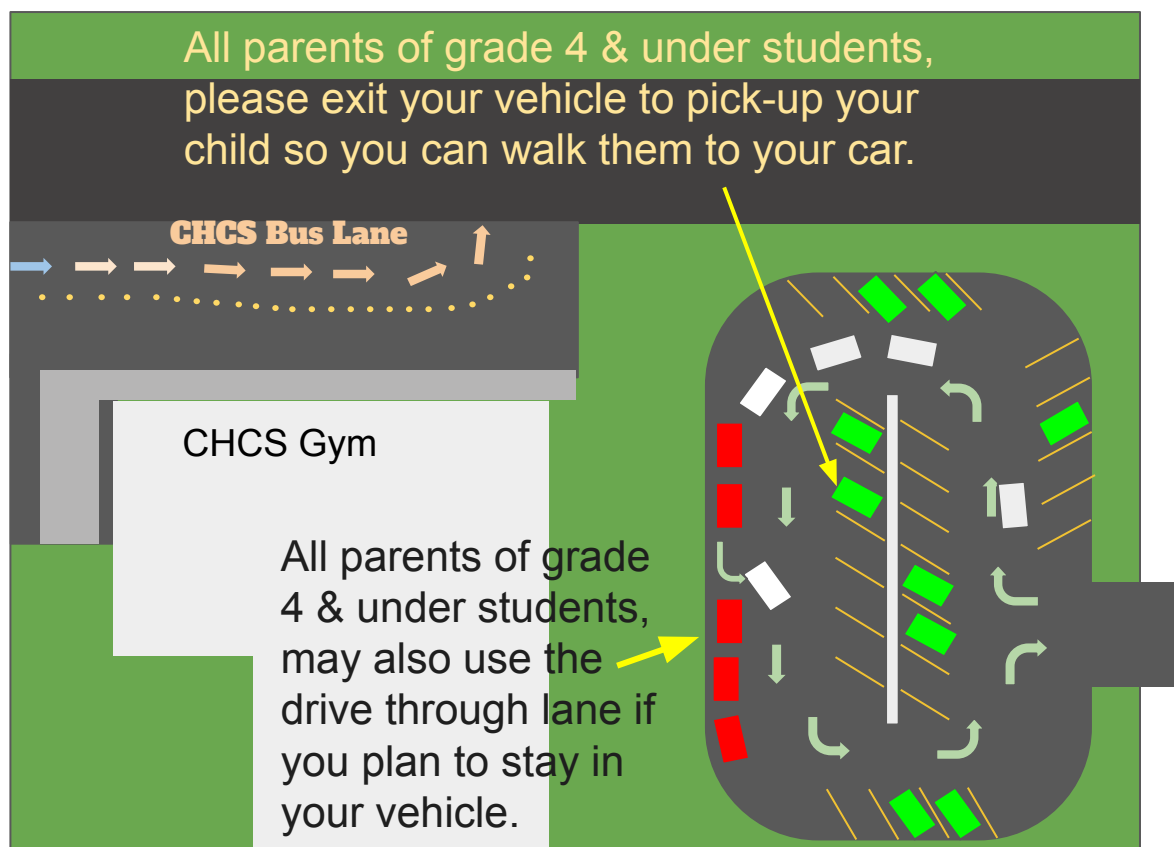 All parents of grade 4 & under students,
please exit your vehicle to pick-up your
child so you can walk them to your car.
CHCS Bus Lane
CHCS Gym
All parents of grade
4 & under students,
may also use the
drive through lane if
you plan to stay in
your vehicle.